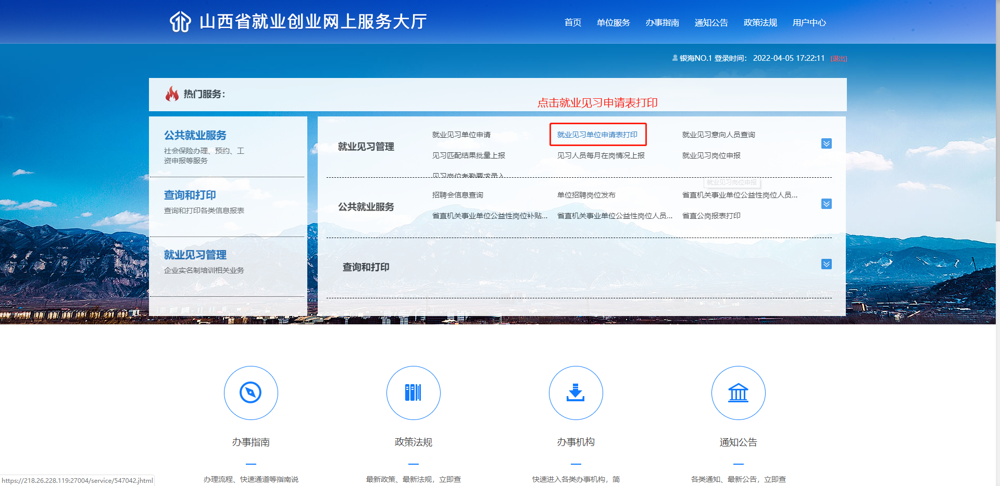 山西省就业创业网上服务大厅
首页 单位服务 办事指南 通知公告 政策法规 用户中心
银海NO.1 登录时间： 2022-04-05 17:22:11 [退出]
热门服务：
点击就业见习申请表打印
公共就业服务
社会保险办理、预约、工
资申报等服务
查询和打印
查询和打印各类信息报表
就业见习管理
企业实名制培训相关业务
就业见习管理
就业见习单位申请 就业见习单位申请表打印 就业见习意向人员查询
见习匹配结果批量上报 见习人员每月在岗情况上报 就业见习岗位申报
见习岗位考勤要求录入
就业见习岗位申报
公共就业服务
招聘会信息查询 单位招聘岗位发布 省直机关事业单位公益性岗位人员...
省直机关事业单位公益性岗位补贴... 省直机关事业单位公益性岗位人员... 省直公岗报表打印
查询和打印
办事指南 政策法规 办事机构 通知公告
办理流程、快速通道等指南说 最新政策、最新法规，立即查 快速进入各类办事机构，简 各类通知、最新公告，立即查
https://218.26.228.119:27004/service/547042.jhtml